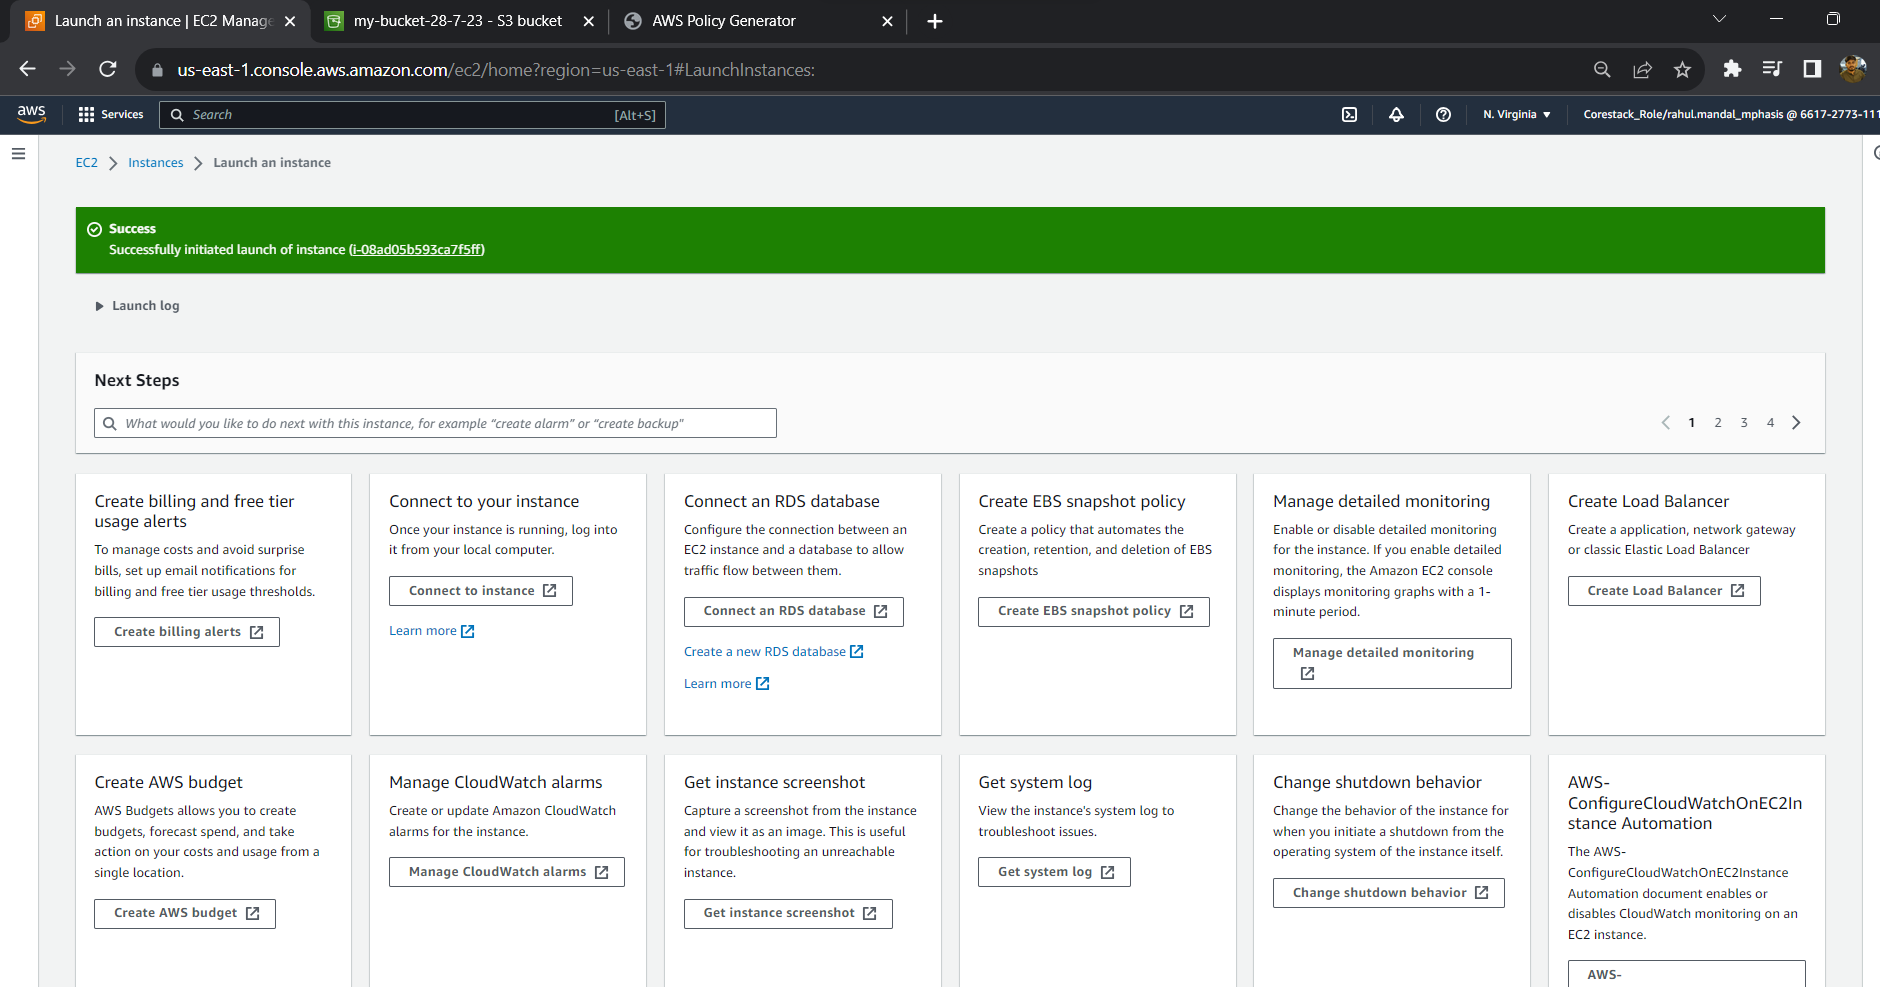 Launch an instance | EC2 Manage
my-bucket-28-7-23 - S3 bucket
AWS Policy Generator
us-east-1.console.aws.amazon.com/ec2/home?region=us-east-1#LaunchInstances:
aws
Services
Search
[Alt+S]
N. Virginia
Corestack_Role/rahul.mandal_mphasis @ 6617-2773-111
EC2
Instances
Launch an instance
Success
Successfully initiated launch of instance (i-08ad05b593ca7f5ff)
Launch log
Next Steps
What would you like to do next with this instance, for example "create alarm" or "create backup"
1 2 3 4
Create billing and free tier
usage alerts
To manage costs and avoid surprise
bills, set up email notifications for
billing and free tier usage thresholds.
Create billing alerts
Connect to your instance
Once your instance is running, log into
it from your local computer.
Connect to instance
Learn more
Connect an RDS database
Configure the connection between an
EC2 instance and a database to allow
traffic flow between them.
Connect an RDS database
Create a new RDS database
Learn more
Create EBS snapshot policy
Create a policy that automates the
creation, retention, and deletion of EBS
snapshots
Create EBS snapshot policy
Manage detailed monitoring
Enable or disable detailed monitoring
for the instance. If you enable detailed
monitoring, the Amazon EC2 console
displays monitoring graphs with a 1-
minute period.
Manage detailed monitoring
Create Load Balancer
Create a application, network gateway
or classic Elastic Load Balancer
Create Load Balancer
Create AWS budget
AWS Budgets allows you to create
budgets, forecast spend, and take
action on your costs and usage from a
single location.
Create AWS budget
Manage CloudWatch alarms
Create or update Amazon CloudWatch
alarms for the instance.
Manage CloudWatch alarms
Get instance screenshot
Capture a screenshot from the instance
and view it as an image. This is useful
for troubleshooting an unreachable
instance.
Get instance screenshot
Get system log
View the instance's system log to
troubleshoot issues.
Get system log
Change shutdown behavior
Change the behavior of the instance for
when you initiate a shutdown from the
operating system of the instance itself.
Change shutdown behavior
AWS-
ConfigureCloudWatchOnEC2In
stance Automation
The AWS-
ConfigureCloudWatchOnEC2Instance
Automation document enables or
disables CloudWatch monitoring on an
EC2 instance.
AWS-